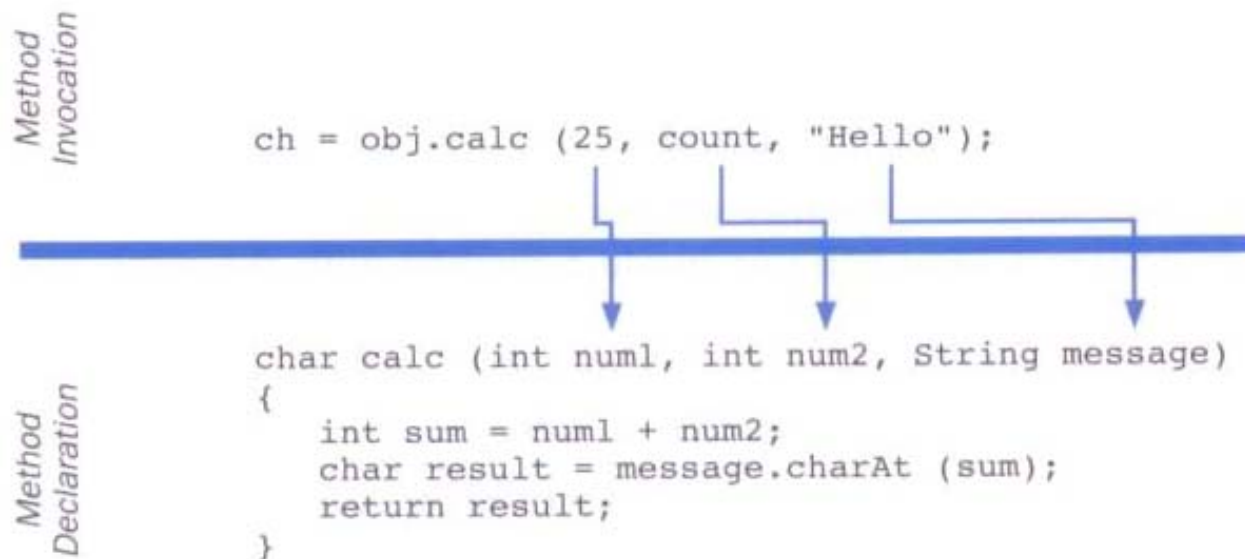 Method
Invocation
ch = obj.calc (25, count, "Hello");
char calc (int num1, int num2, String message)
{
int sum = num1 + num2;
char result = message.charAt (sum);
return result;
}
Method
Declaration